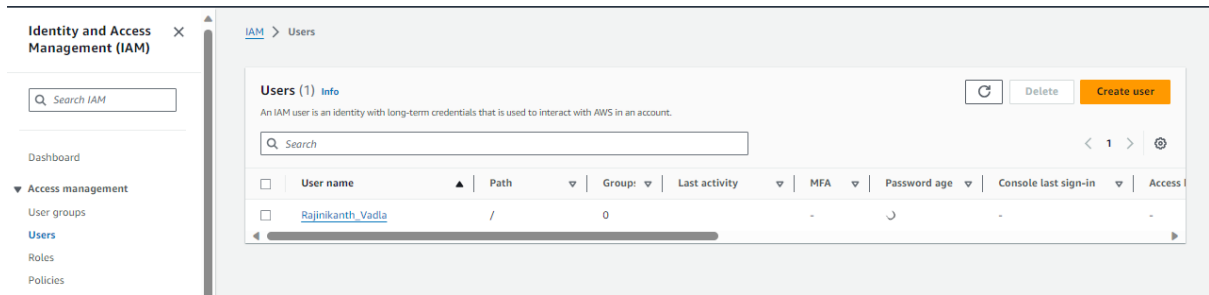 Identity and Access Management (IAM)
Search IAM
Dashboard
Access management
User groups
Users
Roles
Policies
IAM > Users
Users (1) Info
Delete
Create user
An IAM user is an identity with long-term credentials that is used to interact with AWS in an account.
Search
1
User name Path Group: Last activity MFA Password age Console last sign-in Access
Rajinikanth_Vadla / 0 - - -